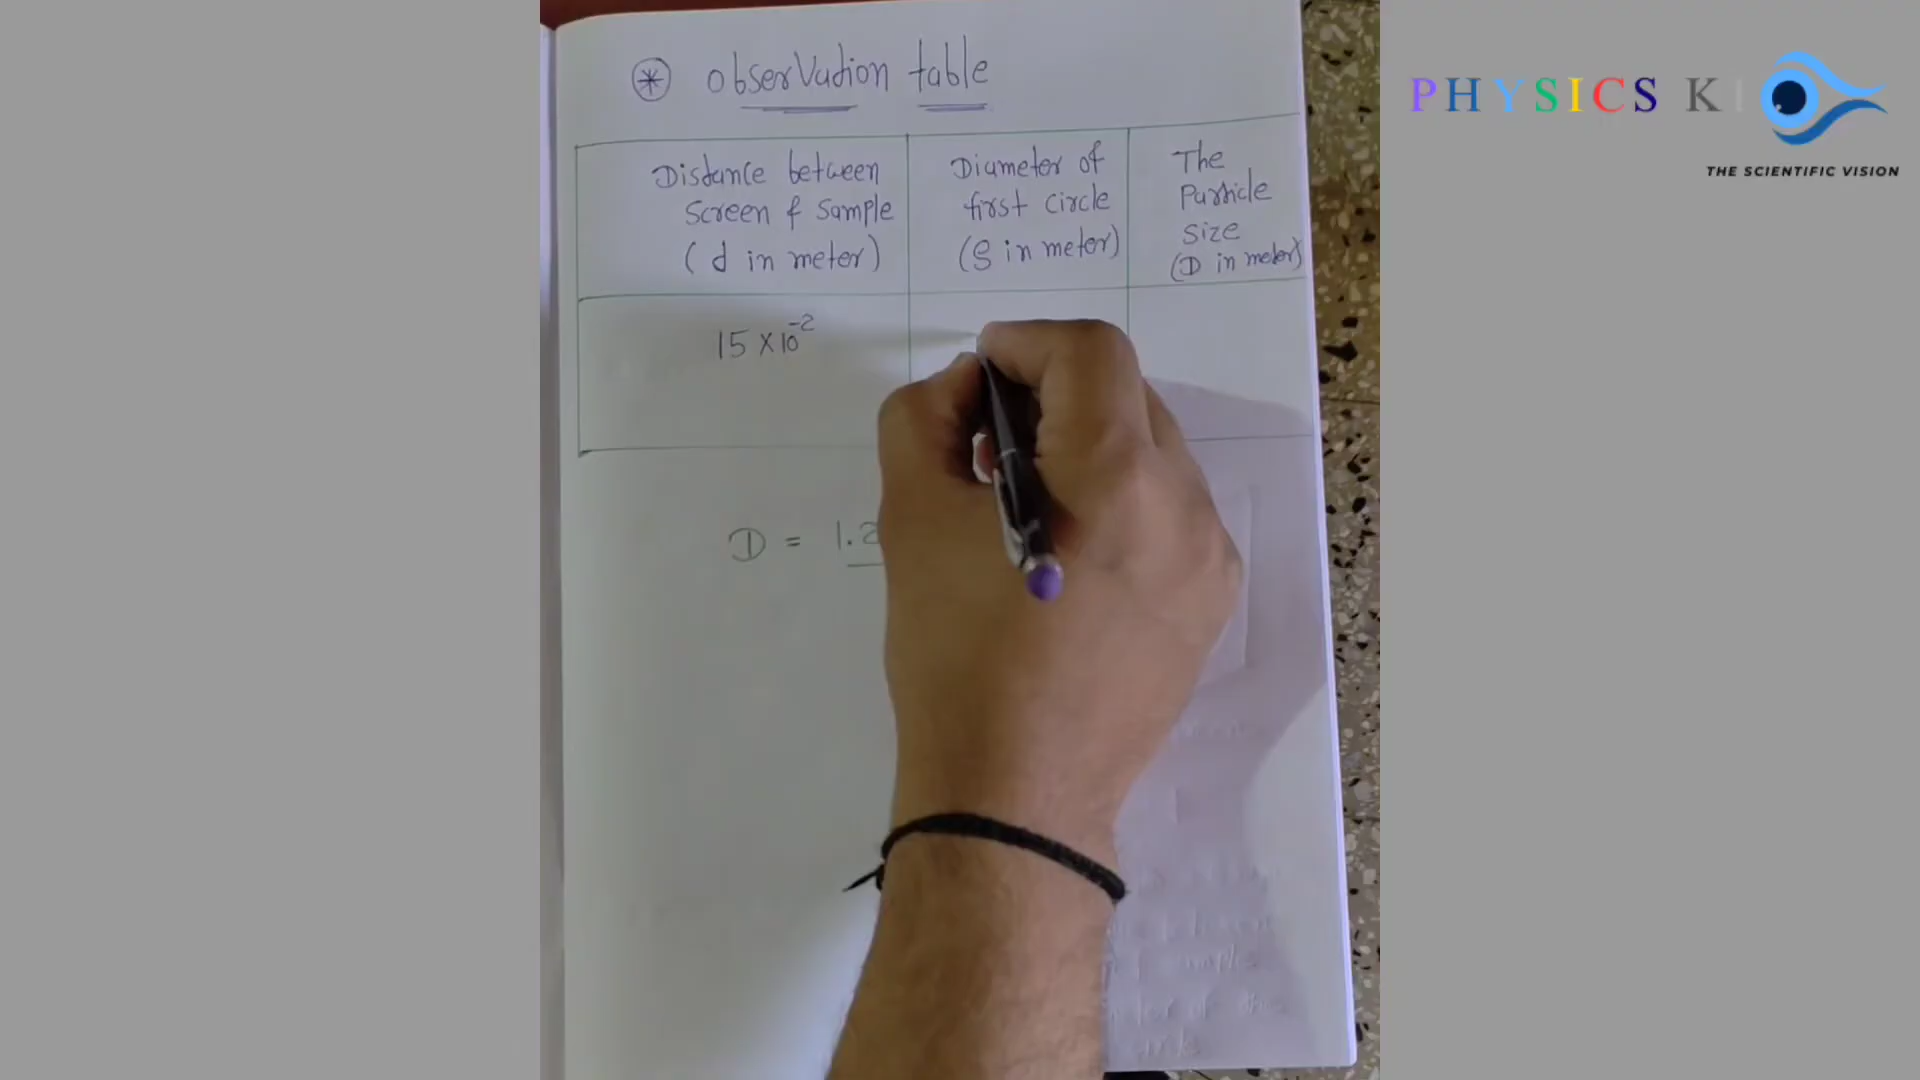 Observation table
Distance between
Screen & Sample
(d in meter)
Diameter of
first circle
(S in meter)
The
Particle
Size
(D in meter)
15 × 10⁻²
D = 1.2
PHYSICS K
THE SCIENTIFIC VISION